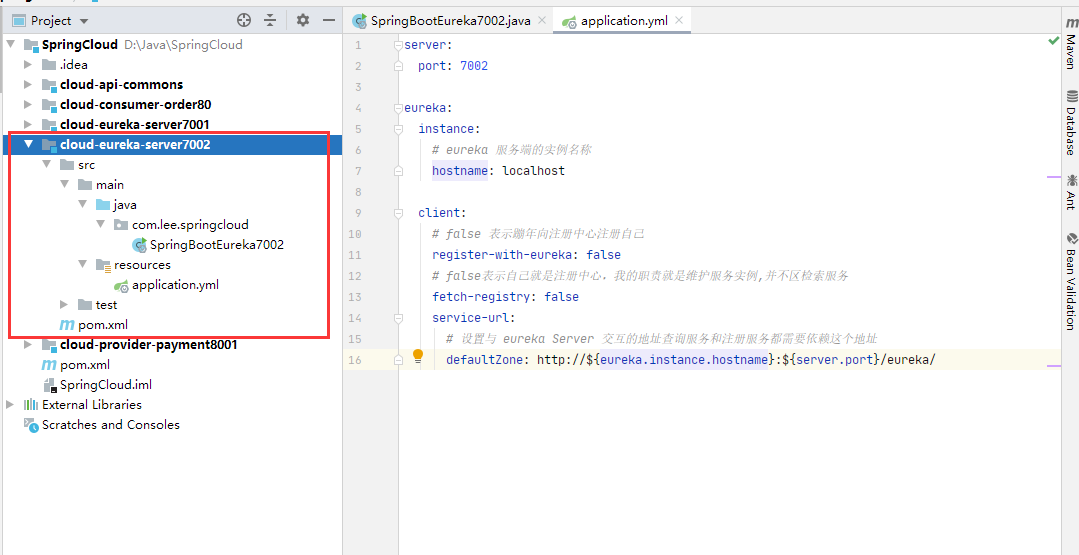 Project
SpringCloud D:\Java\SpringCloud
.idea
cloud-api-commons
cloud-consumer-order80
cloud-eureka-server7001
cloud-eureka-server7002
src
main
java
com.lee.springcloud
SpringBootEureka7002
resources
application.yml
test
pom.xml
cloud-provider-payment8001
pom.xml
SpringCloud.iml
External Libraries
Scratches and Consoles
SpringBootEureka7002.java
application.yml
1 server:
2 port: 7002
3
4 eureka:
5 instance:
6 # eureka 服务端的实例名称
7 hostname: localhost
8
9 client:
10 # false 表示蹦年向注册中心注册自己
11 register-with-eureka: false
12 # false表示自己就是注册中心，我的职责就是维护服务实例,并不区检索服务
13 fetch-registry: false
14 service-url:
15 # 设置与 eureka Server 交互的地址查询服务和注册服务都需要依赖这个地址
16 defaultZone: http://${eureka.instance.hostname}:${server.port}/eureka/
Maven
Database
Ant
Bean Validation